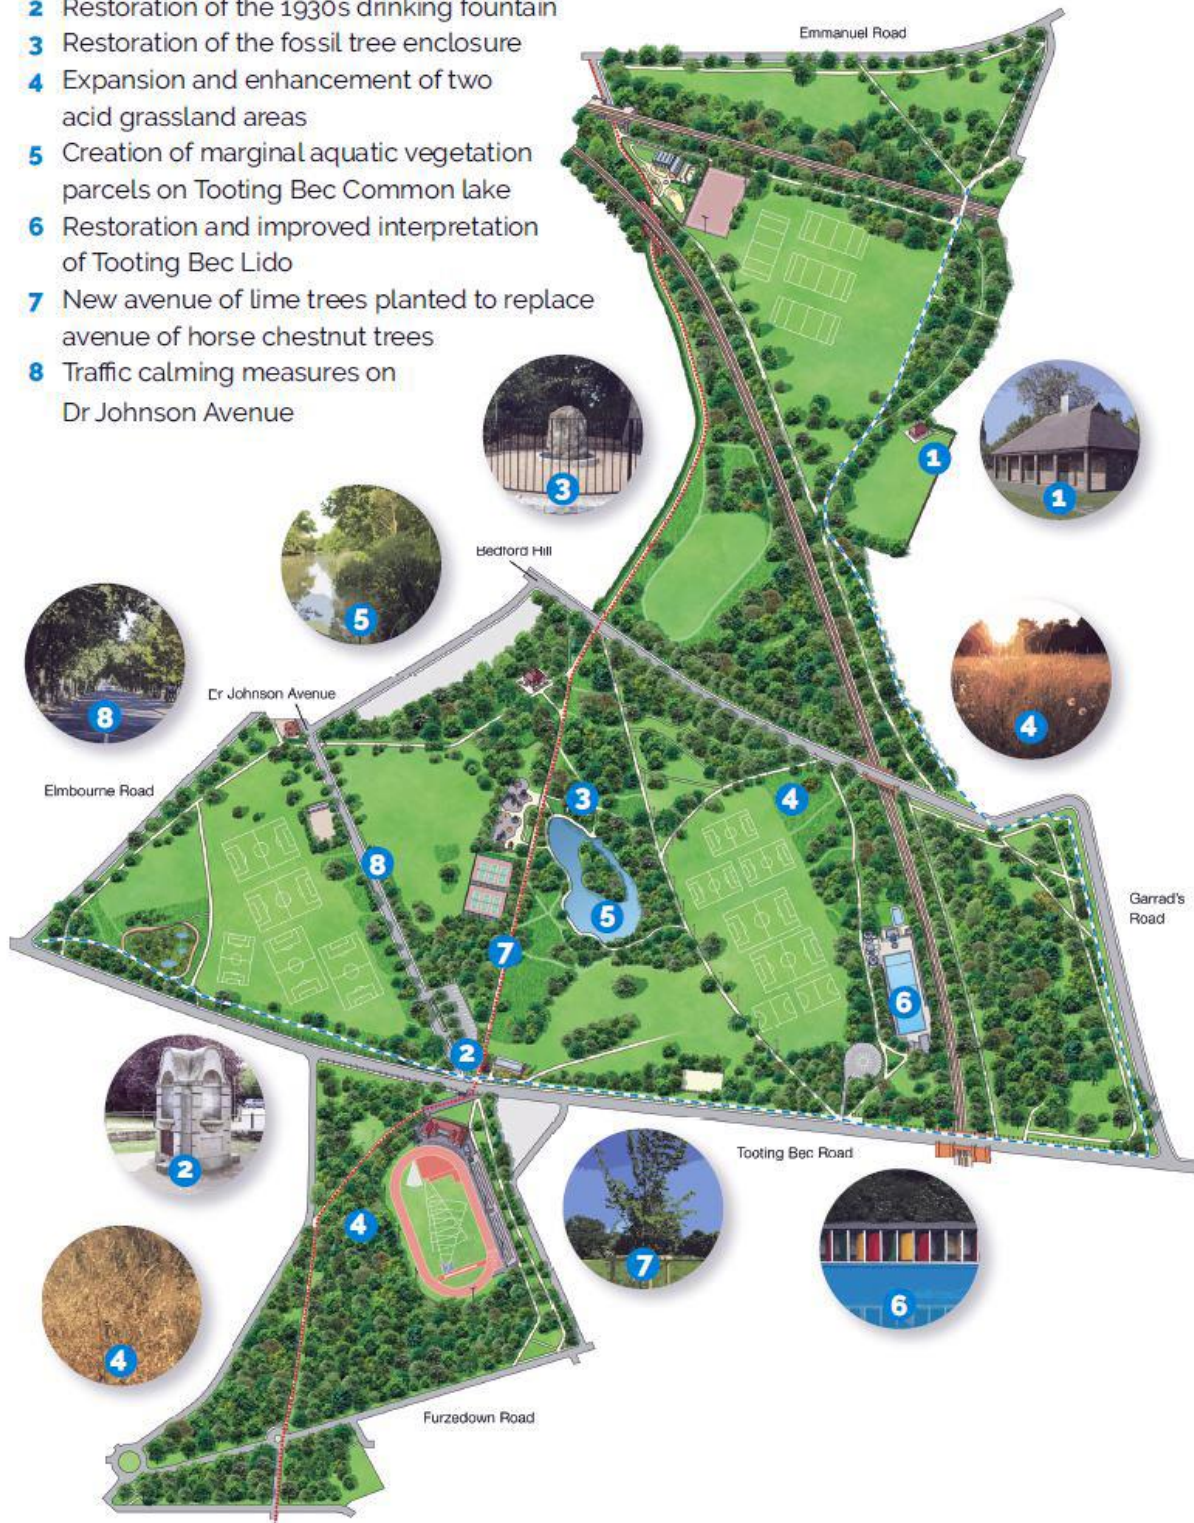 2 Restoration of the 1930s drinking fountain
3 Restoration of the fossil tree enclosure
4 Expansion and enhancement of two
acid grassland areas
5 Creation of marginal aquatic vegetation
parcels on Tooting Bec Common lake
6 Restoration and improved interpretation
of Tooting Bec Lido
7 New avenue of lime trees planted to replace
avenue of horse chestnut trees
8 Traffic calming measures on
Dr Johnson Avenue
Emmanuel Road
1
1
3
Bedford Hill
5
8
Dr Johnson Avenue
4
Elmbourne Road
3
4
8
5
Garrad's
Road
7
6
2
2
Tooting Bec Road
4
7
6
4
Furzedown Road